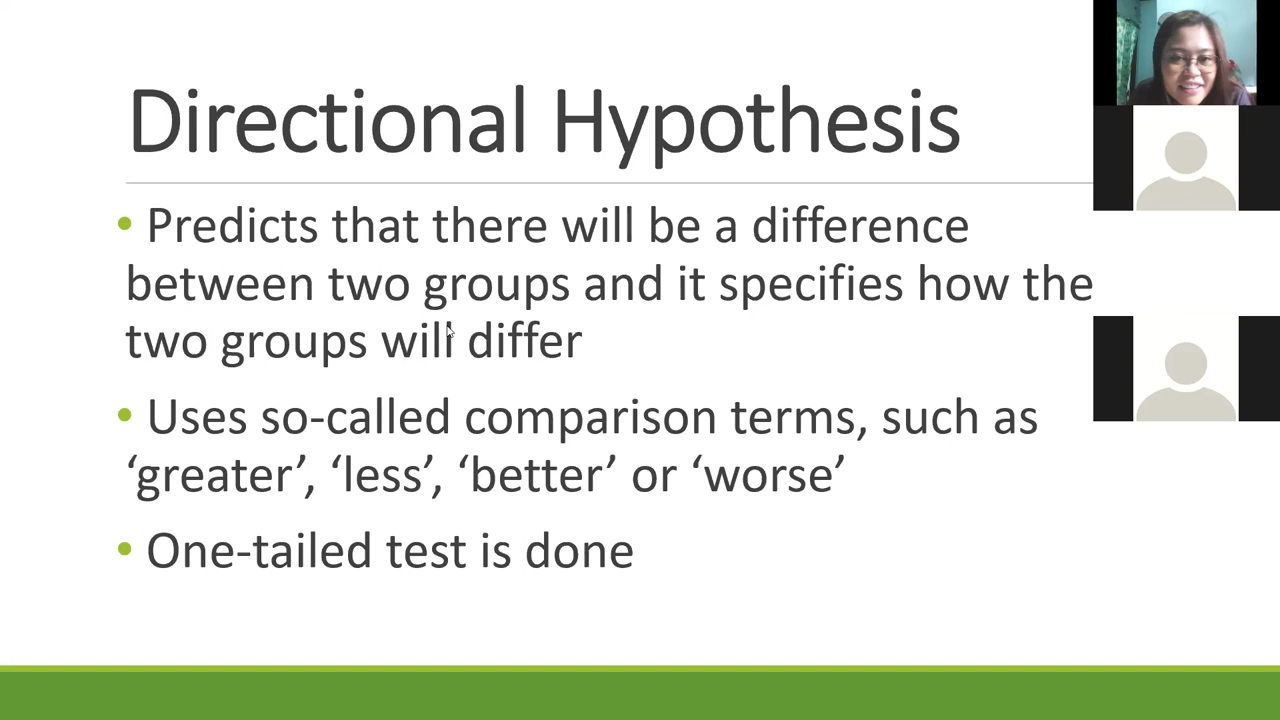 Directional Hypothesis
• Predicts that there will be a difference
between two groups and it specifies how the
two groups will differ
• Uses so-called comparison terms, such as
‘greater’, ‘less’, ‘better’ or ‘worse’
• One-tailed test is done